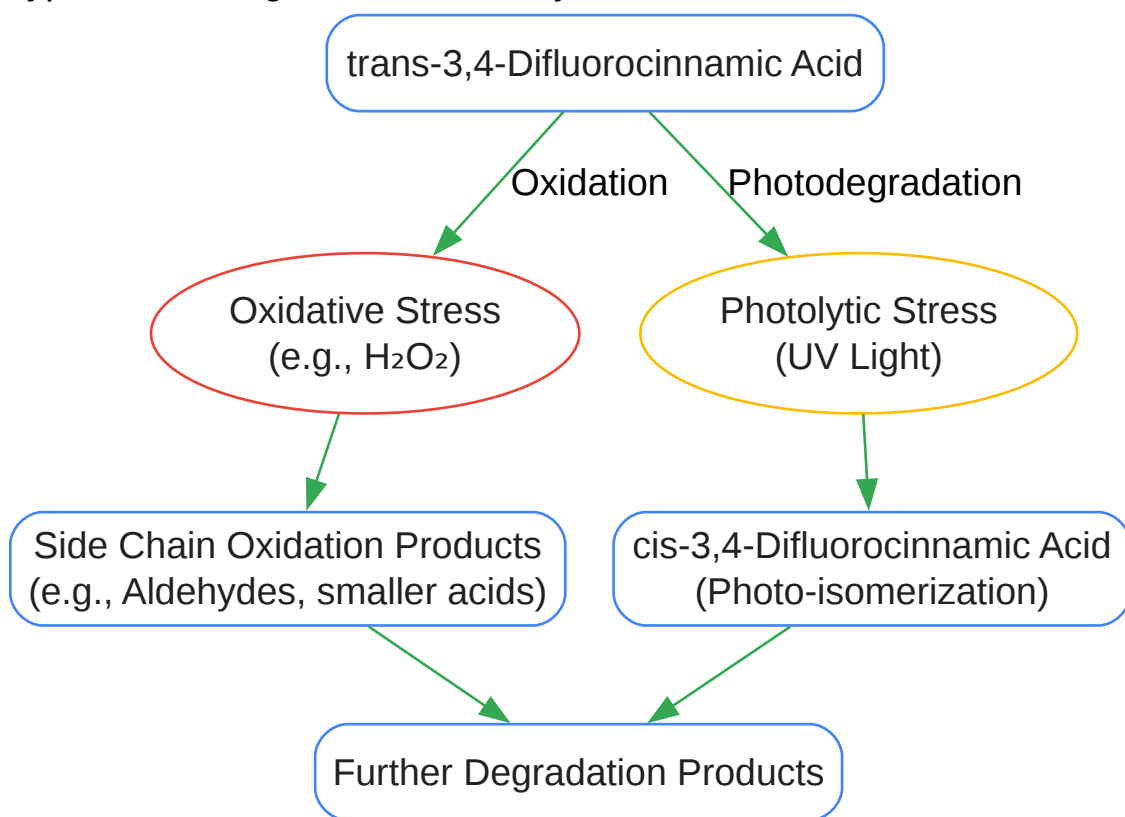 trans-3,4-Difluorocinnamic Acid
Oxidation
Photodegradation
Oxidative Stress
(e.g., H₂O₂)
Photolytic Stress
(UV Light)
Side Chain Oxidation Products
(e.g., Aldehydes, smaller acids)
cis-3,4-Difluorocinnamic Acid
(Photo-isomerization)
Further Degradation Products